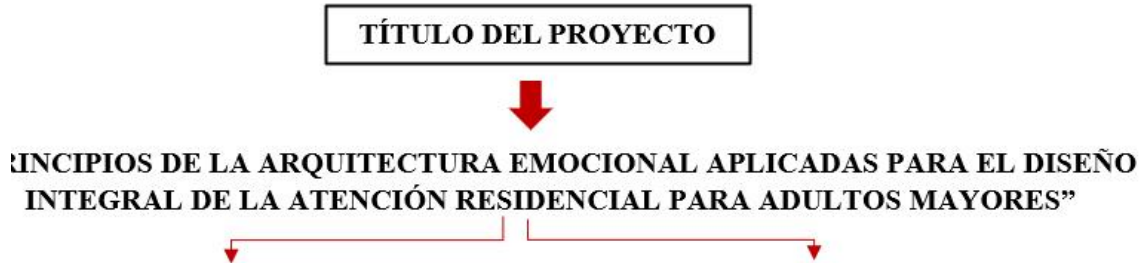 TÍTULO DEL PROYECTO
RINCIPIOS DE LA ARQUITECTURA EMOCIONAL APLICADAS PARA EL DISEÑO
INTEGRAL DE LA ATENCIÓN RESIDENCIAL PARA ADULTOS MAYORES”